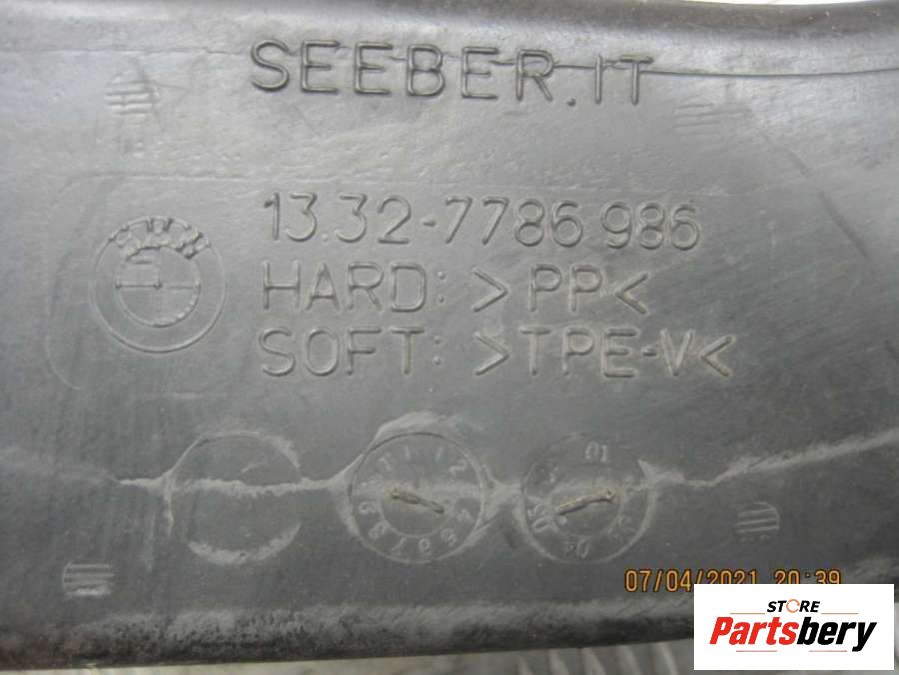 SEEBER.IT
13.32-7786 986
HARD: >PP<
SOFT: >TPE-V<
07/04/2021 20:39
STORE
Partsbery